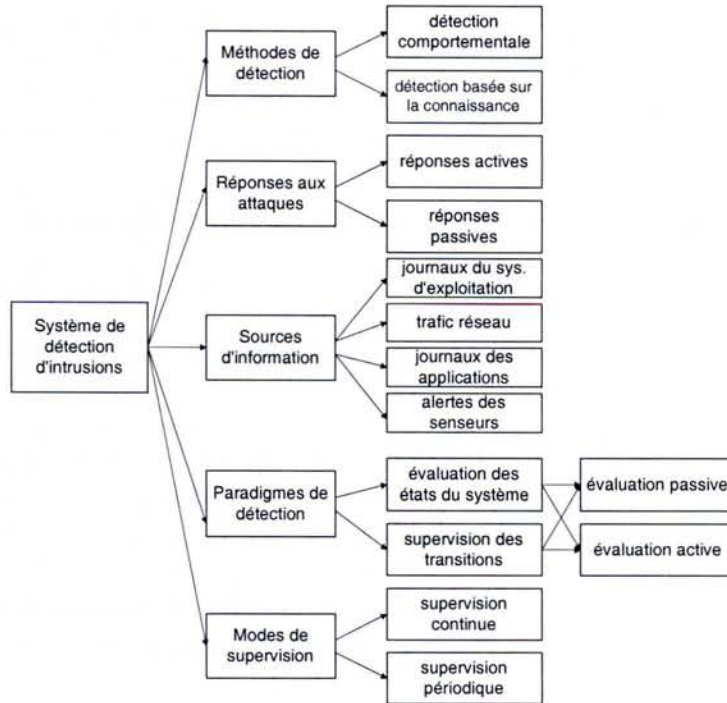 Système de
détection
d'intrusions
Méthodes de
détection
détection
comportementale
détection basée sur
la connaissance
Réponses aux
attaques
réponses actives
réponses
passives
Sources
d'information
journaux du sys.
d'exploitation
trafic réseau
journaux des
applications
alertes des
senseurs
Paradigmes de
détection
évaluation des
états du système
supervision des
transitions
évaluation passive
évaluation active
Modes de
supervision
supervision
continue
supervision
périodique